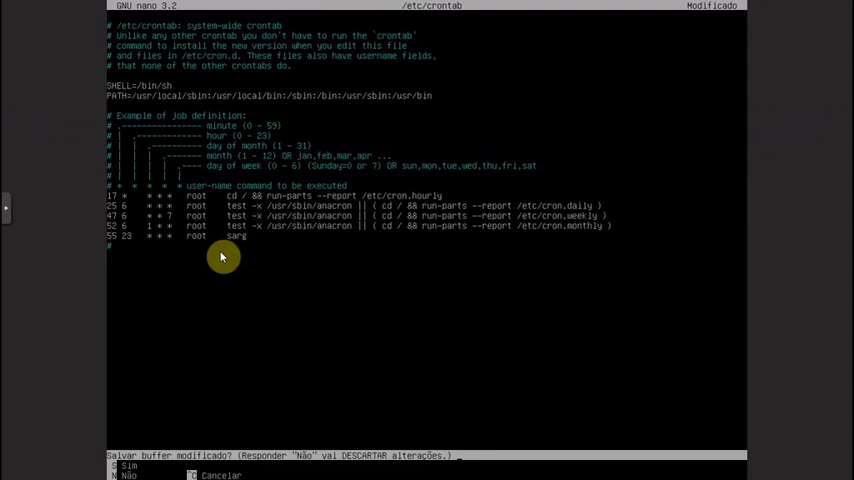 GNU nano 3.2 /etc/crontab Modificado
# /etc/crontab: system-wide crontab
# Unlike any other crontab you don't have to run the `crontab'
# command to install the new version when you edit this file
# and files in /etc/cron.d. These files also have username fields,
# that none of the other crontabs do.
SHELL=/bin/sh
PATH=/usr/local/sbin:/usr/local/bin:/sbin:/bin:/usr/sbin:/usr/bin
# Example of job definition:
# .---------------- minute (0 - 59)
# | .------------- hour (0 - 23)
# | | .---------- day of month (1 - 31)
# | | | .------- month (1 - 12) OR jan,feb,mar,apr ...
# | | | | .---- day of week (0 - 6) (Sunday=0 or 7) OR sun,mon,tue,wed,thu,fri,sat
# | | | | |
# * * * * * user-name command to be executed
17 * * * * root cd / && run-parts --report /etc/cron.hourly
25 6 * * * root test -x /usr/sbin/anacron || ( cd / && run-parts --report /etc/cron.daily )
47 6 * * 7 root test -x /usr/sbin/anacron || ( cd / && run-parts --report /etc/cron.weekly )
52 6 1 * * root test -x /usr/sbin/anacron || ( cd / && run-parts --report /etc/cron.monthly )
55 23 * * * root sarg
#
Salvar buffer modificado? (Responder "Não" vai DESCARTAR alterações.)
S Sim
N Não ^C Cancelar